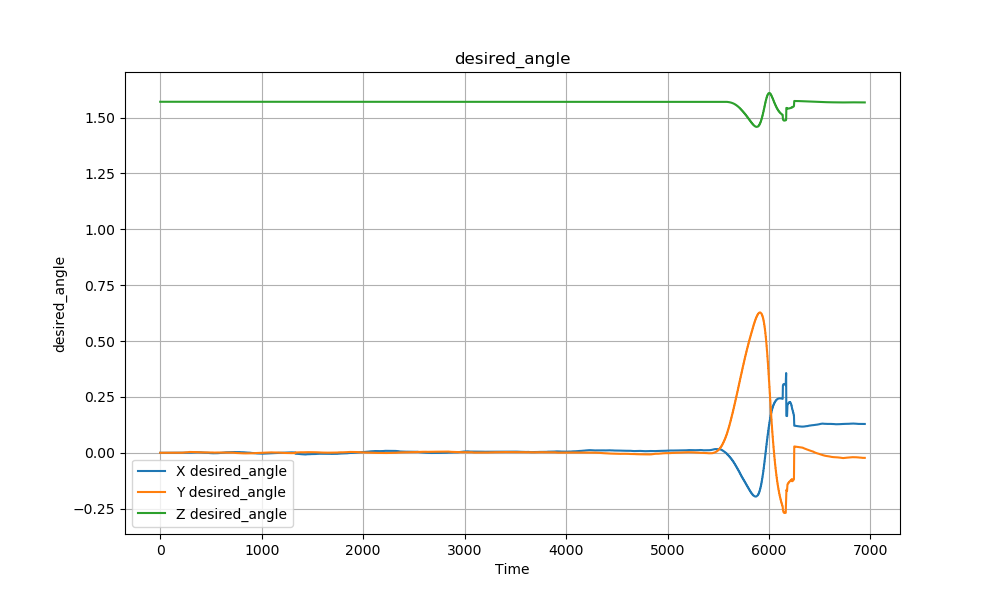 desired_angle
1.50
1.25
1.00
0.75
0.50
0.25
0.00
−0.25
desired_angle
X desired_angle
Y desired_angle
Z desired_angle
0 1000 2000 3000 4000 5000 6000 7000
Time